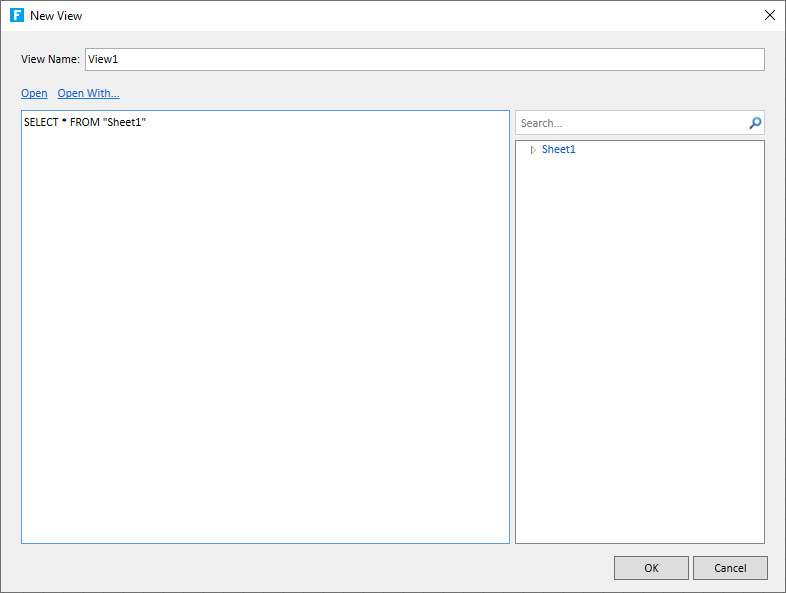 F New View
View Name: View1
Open Open With...
SELECT * FROM "Sheet1"
Search...
Sheet1
OK Cancel